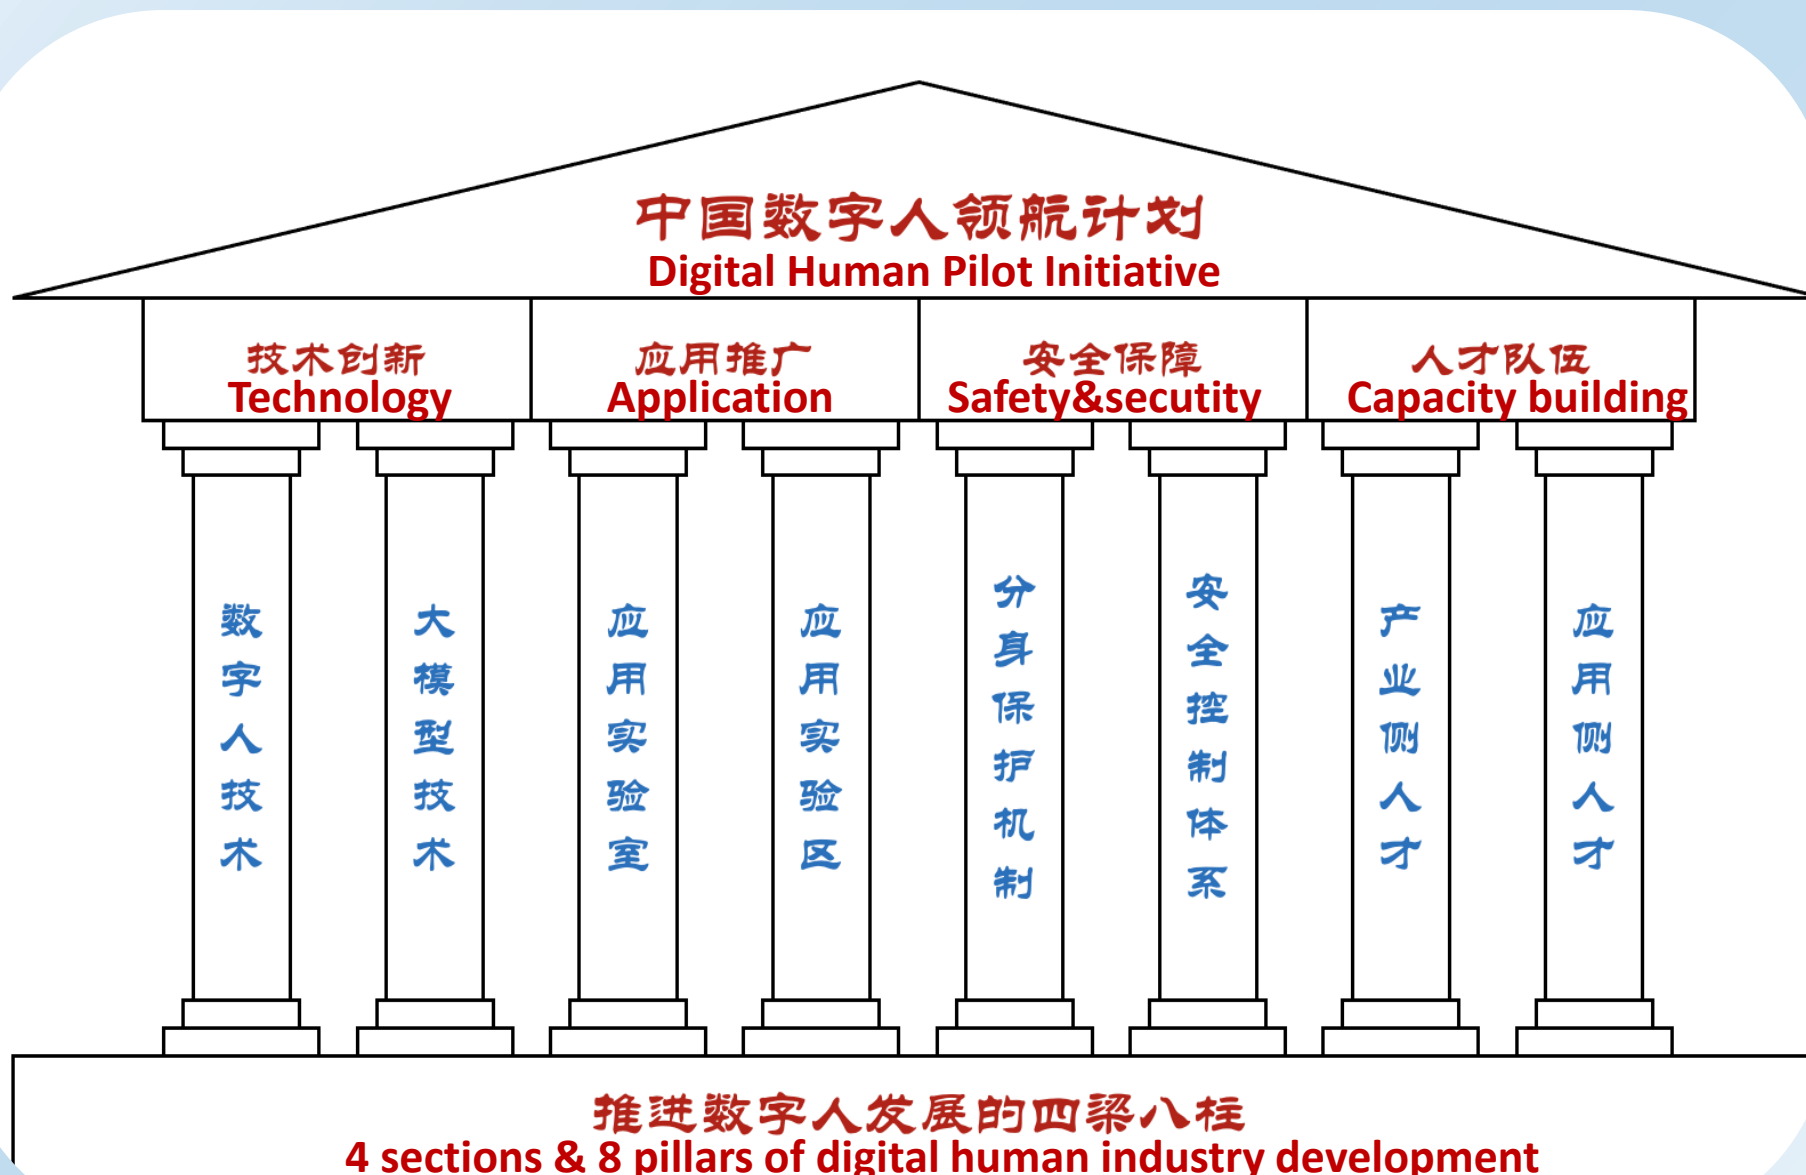 中国数字人领航计划
Digital Human Pilot Initiative
技术创新
Technology
应用推广
Application
安全保障
Safety&secutity
人才队伍
Capacity building
数字人技术
大模型技术
应用实验室
应用实验区
分身保护机制
安全控制体系
产业侧人才
应用侧人才
推进数字人发展的四梁八柱
4 sections & 8 pillars of digital human industry development